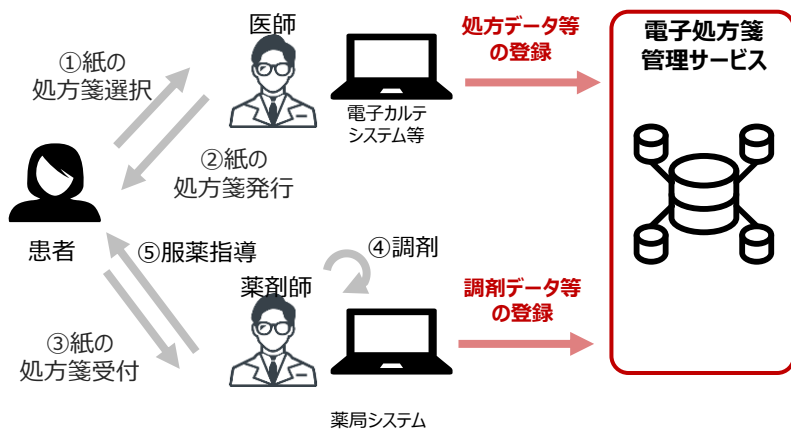 医師
①紙の
処方箋選択
電子カルテ
システム等
処方データ等
の登録
電子処方箋
管理サービス
②紙の
処方箋発行
患者
⑤服薬指導
④調剤
薬剤師
③紙の
処方箋受付
調剤データ等
の登録
薬局システム